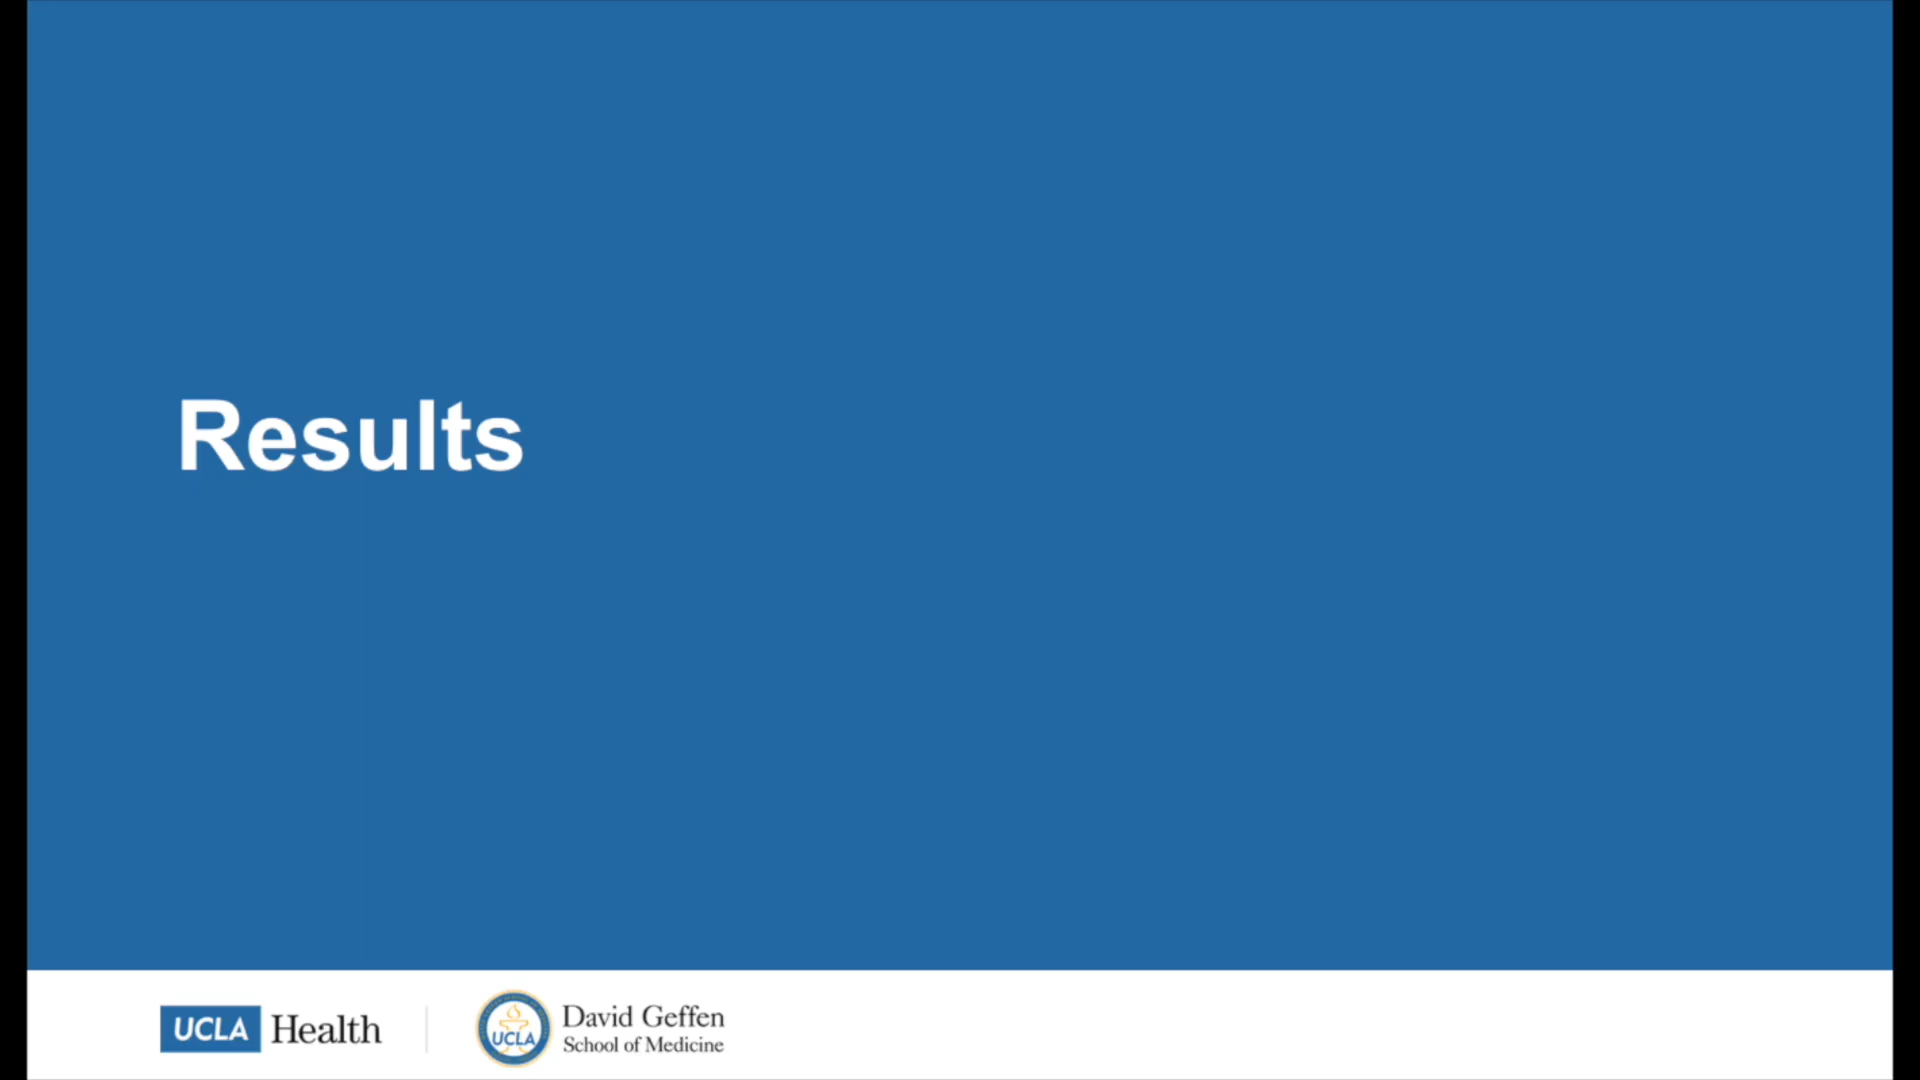 Results
UCLA Health
UCLA
David Geffen
School of Medicine